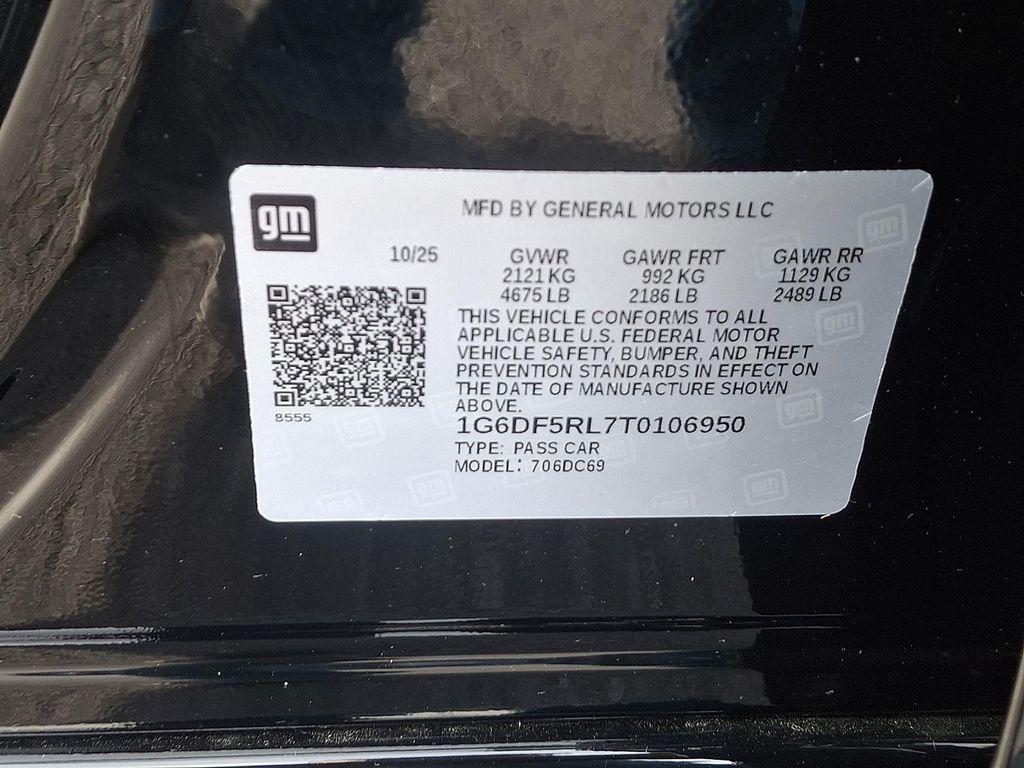 gm
MFD BY GENERAL MOTORS LLC
10/25 GVWR GAWR FRT GAWR RR
2121 KG 992 KG 1129 KG
4675 LB 2186 LB 2489 LB
THIS VEHICLE CONFORMS TO ALL
APPLICABLE U.S. FEDERAL MOTOR
VEHICLE SAFETY, BUMPER, AND THEFT
PREVENTION STANDARDS IN EFFECT ON
THE DATE OF MANUFACTURE SHOWN
ABOVE.
8555
1G6DF5RL7T0106950
TYPE: PASS CAR
MODEL: 706DC69